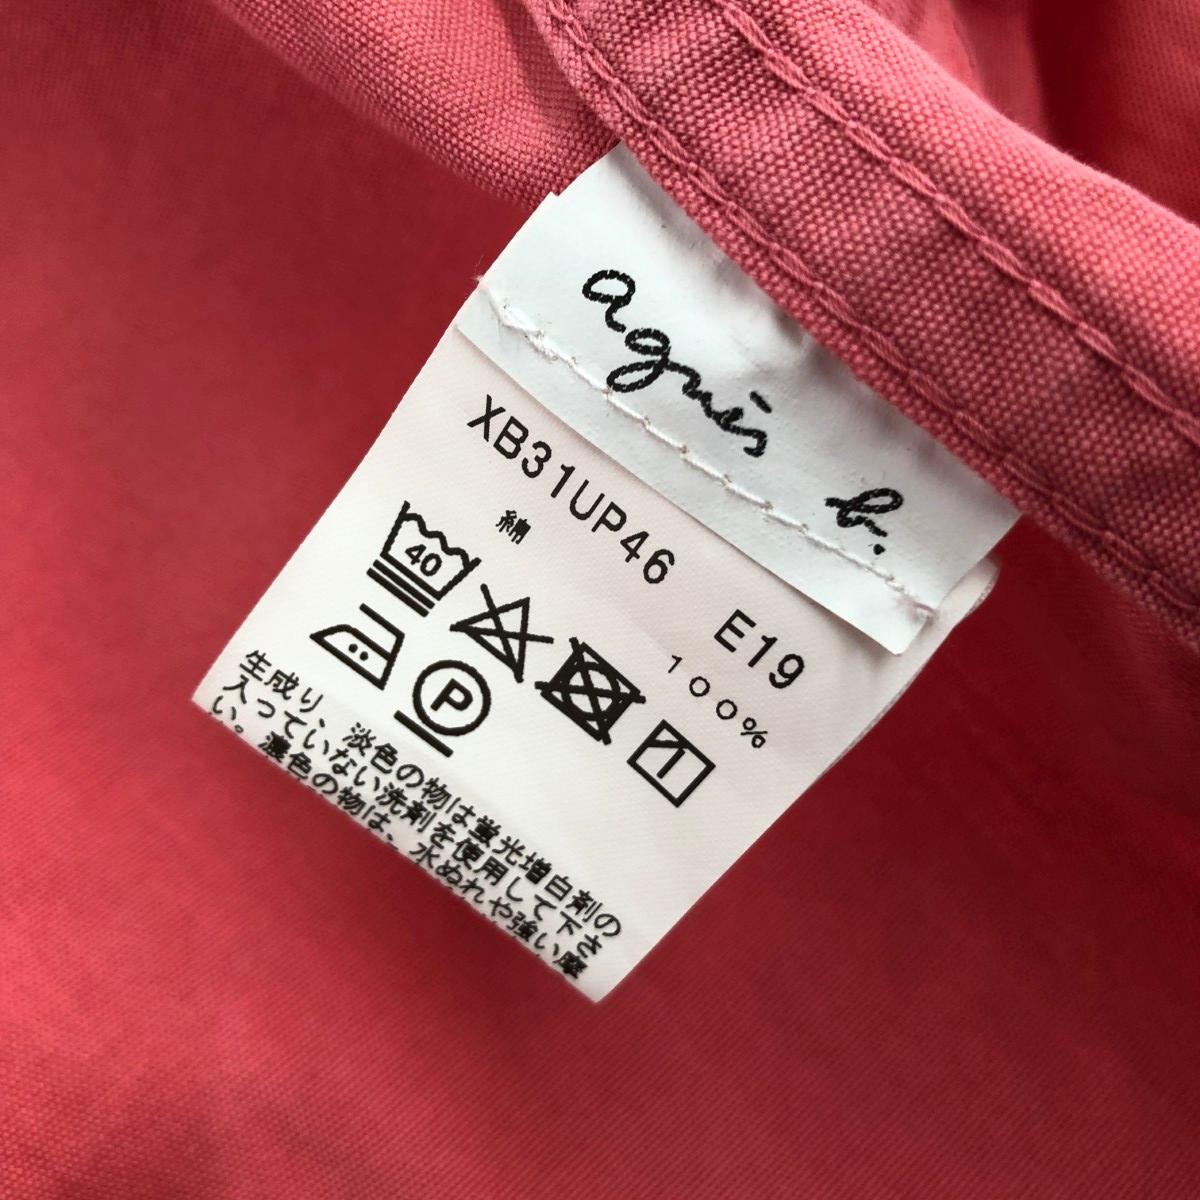 agnès b.
XB31UP46 E19
綿 100%
40
P
生成り、淡色の物は蛍光増白剤の
入っていない洗剤を使用して下さ
い。濃色の物は、水ぬれや強い摩